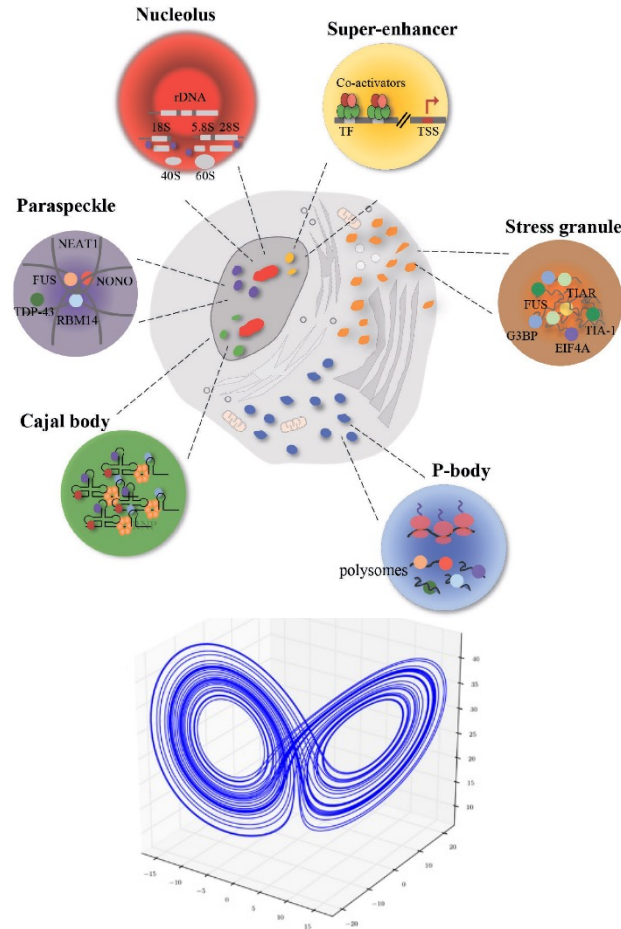 Nucleolus
Super-enhancer
rDNA
18S 5.8S 28S
40S 60S
Co-activators
TF TSS
Paraspeckle
NEAT1
FUS NONO
TDP-43
RBM14
Stress granule
TIAR
FUS
G3BP TIA-1
EIF4A
Cajal body
P-body
polysomes
40
35
30
25
20
15
10
-15
-10
-5
0
5
10
15
-20
-10
0
10
20